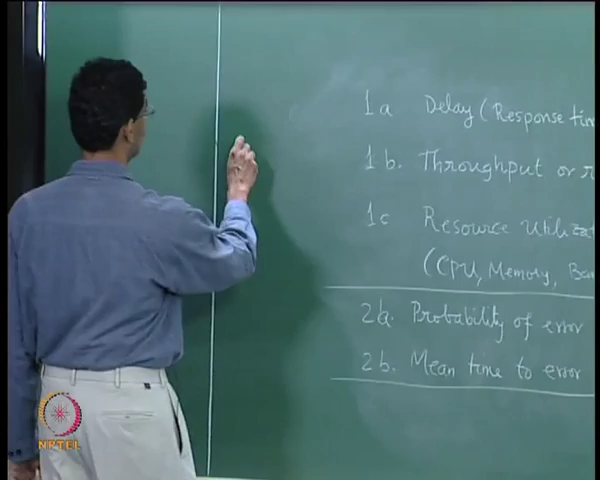 1a Delay (Response tim
1b. Throughput or r
1c Resource Utilizat
(CPU, Memory, Ban
2a. Probability of error
2b. Mean time to error
NPTEL